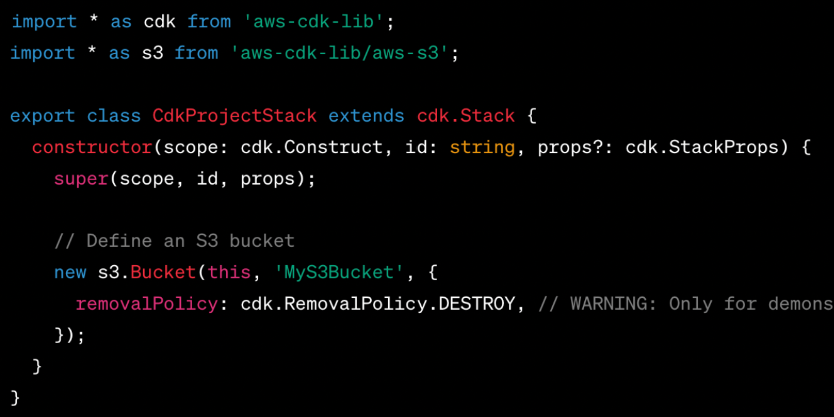 import * as cdk from 'aws-cdk-lib';
import * as s3 from 'aws-cdk-lib/aws-s3';

export class CdkProjectStack extends cdk.Stack {
  constructor(scope: cdk.Construct, id: string, props?: cdk.StackProps) {
    super(scope, id, props);

    // Define an S3 bucket
    new s3.Bucket(this, 'MyS3Bucket', {
      removalPolicy: cdk.RemovalPolicy.DESTROY, // WARNING: Only for demons
    });
  }
}